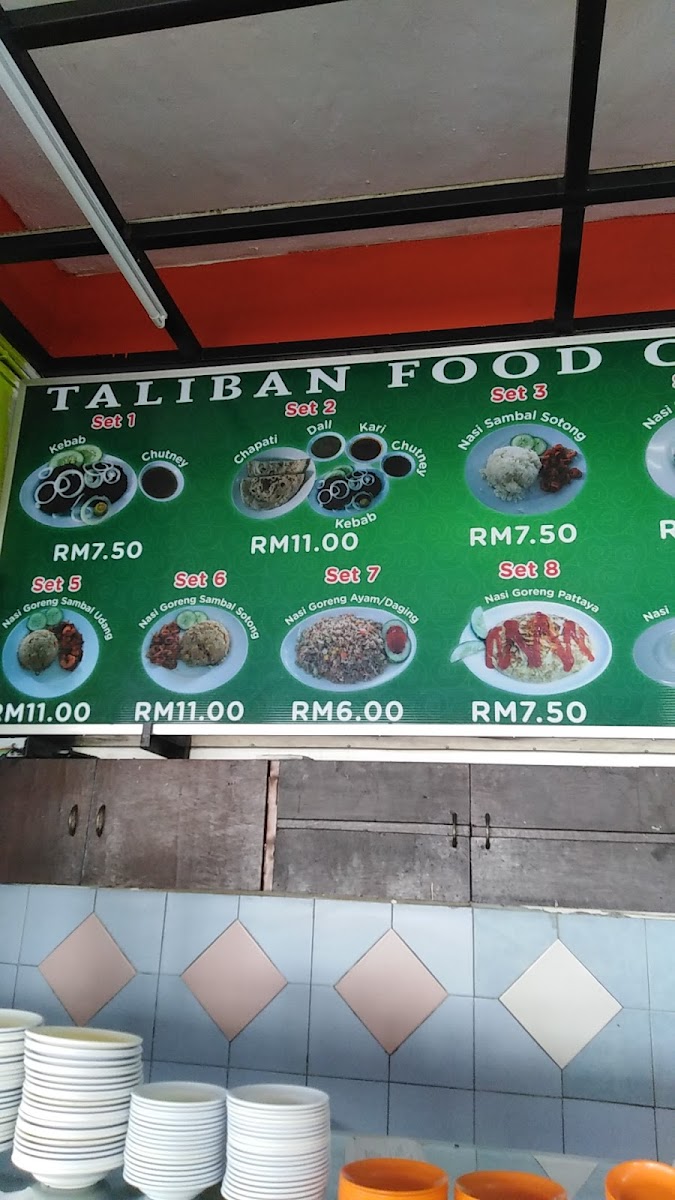 TALIBAN FOOD C
Set 1
Kebab
Chutney
RM7.50
Set 2
Chapati
Dall
Kari
Chutney
Kebab
RM11.00
Set 3
Nasi Sambal Sotong
RM7.50
Nasi
R
Set 5
Nasi Goreng Sambal Udang
RM11.00
Set 6
Nasi Goreng Sambal Sotong
RM11.00
Set 7
Nasi Goreng Ayam/Daging
RM6.00
Set 8
Nasi Goreng Pattaya
RM7.50
Nasi